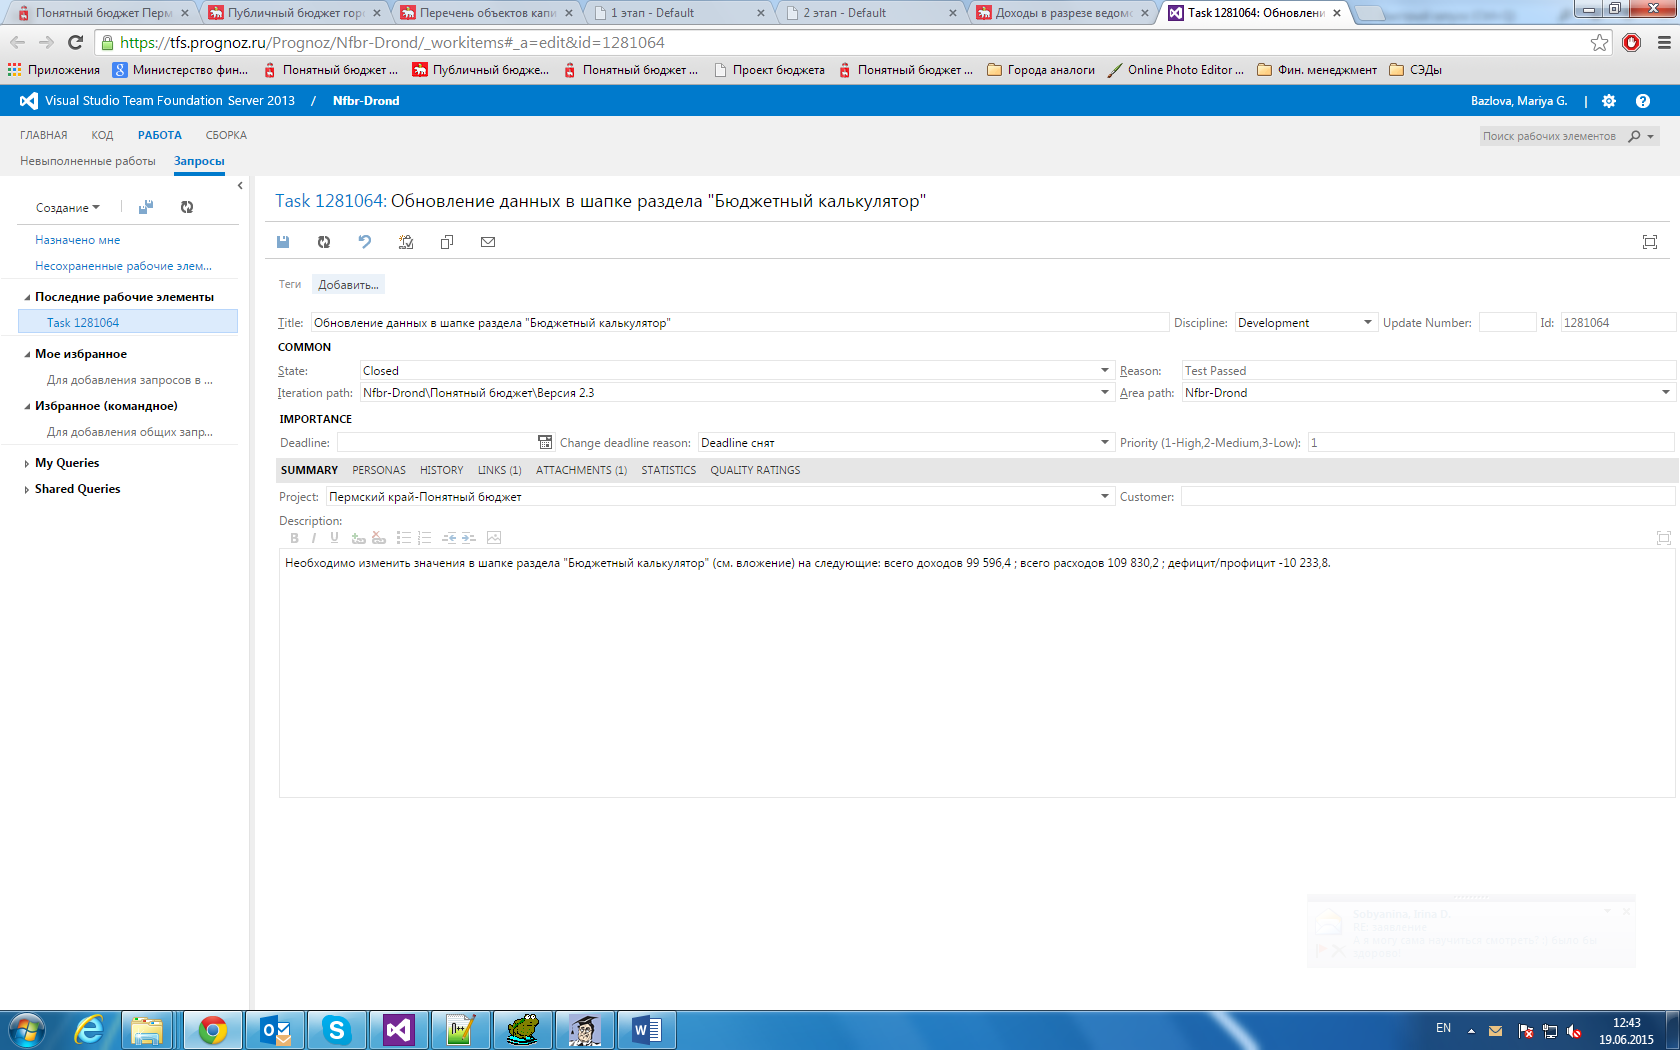 Понятный бюджет Перм
Публичный бюджет гор
Перечень объектов капи
1 этап - Default
2 этап - Default
Доходы в разрезе ведомс
Task 1281064: Обновлени
https://tfs.prognoz.ru/Prognoz/Nfbr-Drond/_workitems#_a=edit&id=1281064
Приложения
Министерство фин...
Понятный бюджет ...
Публичный бюдже...
Понятный бюджет ...
Проект бюджета
Понятный бюджет ...
Города аналоги
Online Photo Editor ...
Фин. менеджмент
СЭДы
Visual Studio Team Foundation Server 2013 / Nfbr-Drond
Bazlova, Mariya G. |
ГЛАВНАЯ КОД РАБОТА СБОРКА
Поиск рабочих элементов
Невыполненные работы Запросы
Создание
Назначено мне
Несохраненные рабочие элем...
Последние рабочие элементы
Task 1281064
Мое избранное
Для добавления запросов в ...
Избранное (командное)
Для добавления общих запр...
My Queries
Shared Queries
Task 1281064: Обновление данных в шапке раздела "Бюджетный калькулятор"
Теги Добавить...
Title: Обновление данных в шапке раздела "Бюджетный калькулятор" Discipline: Development Update Number: Id: 1281064
COMMON
State: Closed Reason: Test Passed
Iteration path: Nfbr-Drond\Понятный бюджет\Версия 2.3 Area path: Nfbr-Drond
IMPORTANCE
Deadline: Change deadline reason: Deadline снят Priority (1-High,2-Medium,3-Low): 1
SUMMARY PERSONAS HISTORY LINKS (1) ATTACHMENTS (1) STATISTICS QUALITY RATINGS
Project: Пермский край-Понятный бюджет Customer:
Description:
B I U
Необходимо изменить значения в шапке раздела "Бюджетный калькулятор" (см. вложение) на следующие: всего доходов 99 596,4 ; всего расходов 109 830,2 ; дефицит/профицит -10 233,8.
Sobyanina, Irina O.
EN
12:43
19.06.2015